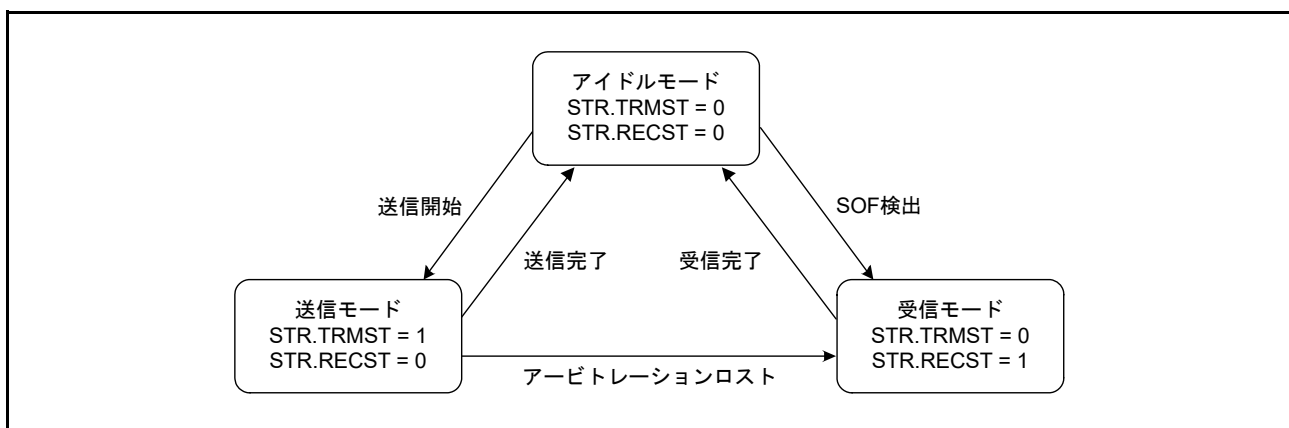 アイドルモード
STR.TRMST = 0
STR.RECST = 0
送信開始
SOF検出
送信完了
受信完了
送信モード
STR.TRMST = 1
STR.RECST = 0
受信モード
STR.TRMST = 0
STR.RECST = 1
アービトレーションロスト